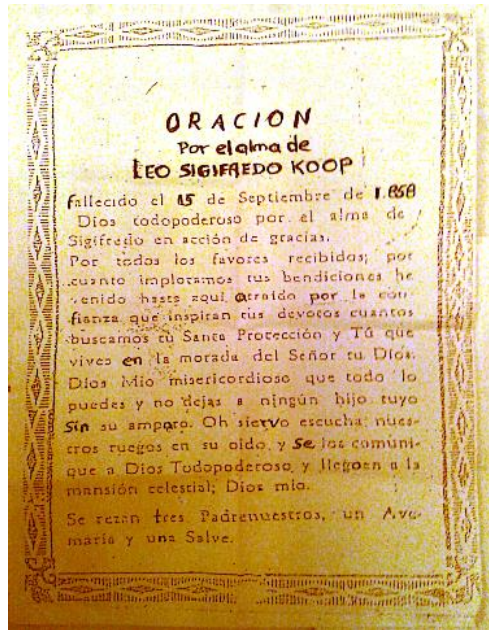 ORACION
Por el alma de
LEO SIGIFREDO KOOP
fallecido el 15 de Septiembre de 1.858
Dios todopoderoso por el alma de
Sigifredo en acción de gracias.
Por todos los favores recibidos; por
cuanto imploramos tus bendiciones he
venido hasta aquí atraido por la con-
fianza que inspiran tus devotos cuantos
buscamos tu Santa Protección y Tú que
vives en la morada del Señor tu Dios.
Dios Mio misericordioso que todo lo
puedes y no dejas a ningún hijo tuyo
Sin su amparo. Oh siervo escucha nues-
tros ruegos en su oido, y se los comuni-
que a Dios Todopoderoso, y lleguen a la
mansión celestial; Dios mio.
Se rezan tres Padrenuestros, un Ave-
maria y una Salve.